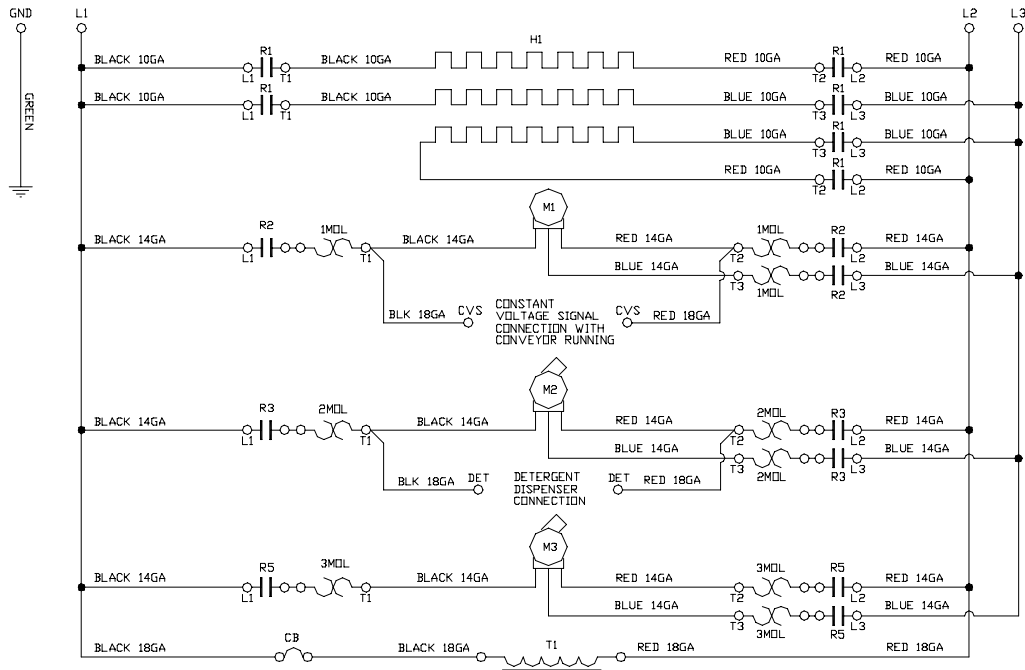 GND L1 L2 L3
H1
BLACK 10GA R1 BLACK 10GA RED 10GA R1 RED 10GA
L1 T1 T2 L2
BLACK 10GA R1 BLACK 10GA BLUE 10GA R1 BLUE 10GA
L1 T1 T3 L3
GREEN
BLUE 10GA R1 BLUE 10GA
T3 L3
RED 10GA R1 RED 10GA
T2 L2
M1
BLACK 14GA R2 1MOL BLACK 14GA RED 14GA 1MOL R2 RED 14GA
L1 T1 T2 L2
BLUE 14GA BLUE 14GA
T3 1MOL R2 L3
BLK 18GA CVS CONSTANT CVS RED 18GA
VOLTAGE SIGNAL
CONNECTION WITH
CONVEYOR RUNNING
M2
BLACK 14GA R3 2MOL BLACK 14GA RED 14GA 2MOL R3 RED 14GA
L1 T1 T2 L2
BLUE 14GA BLUE 14GA
T3 2MOL R3 L3
BLK 18GA DET DETERGENT DET RED 18GA
DISPENSER
CONNECTION
M3
BLACK 14GA R5 3MOL BLACK 14GA RED 14GA 3MOL R5 RED 14GA
L1 T1 T2 L2
BLUE 14GA BLUE 14GA
T3 3MOL R5 L3
BLACK 18GA CB BLACK 18GA T1 RED 18GA RED 18GA